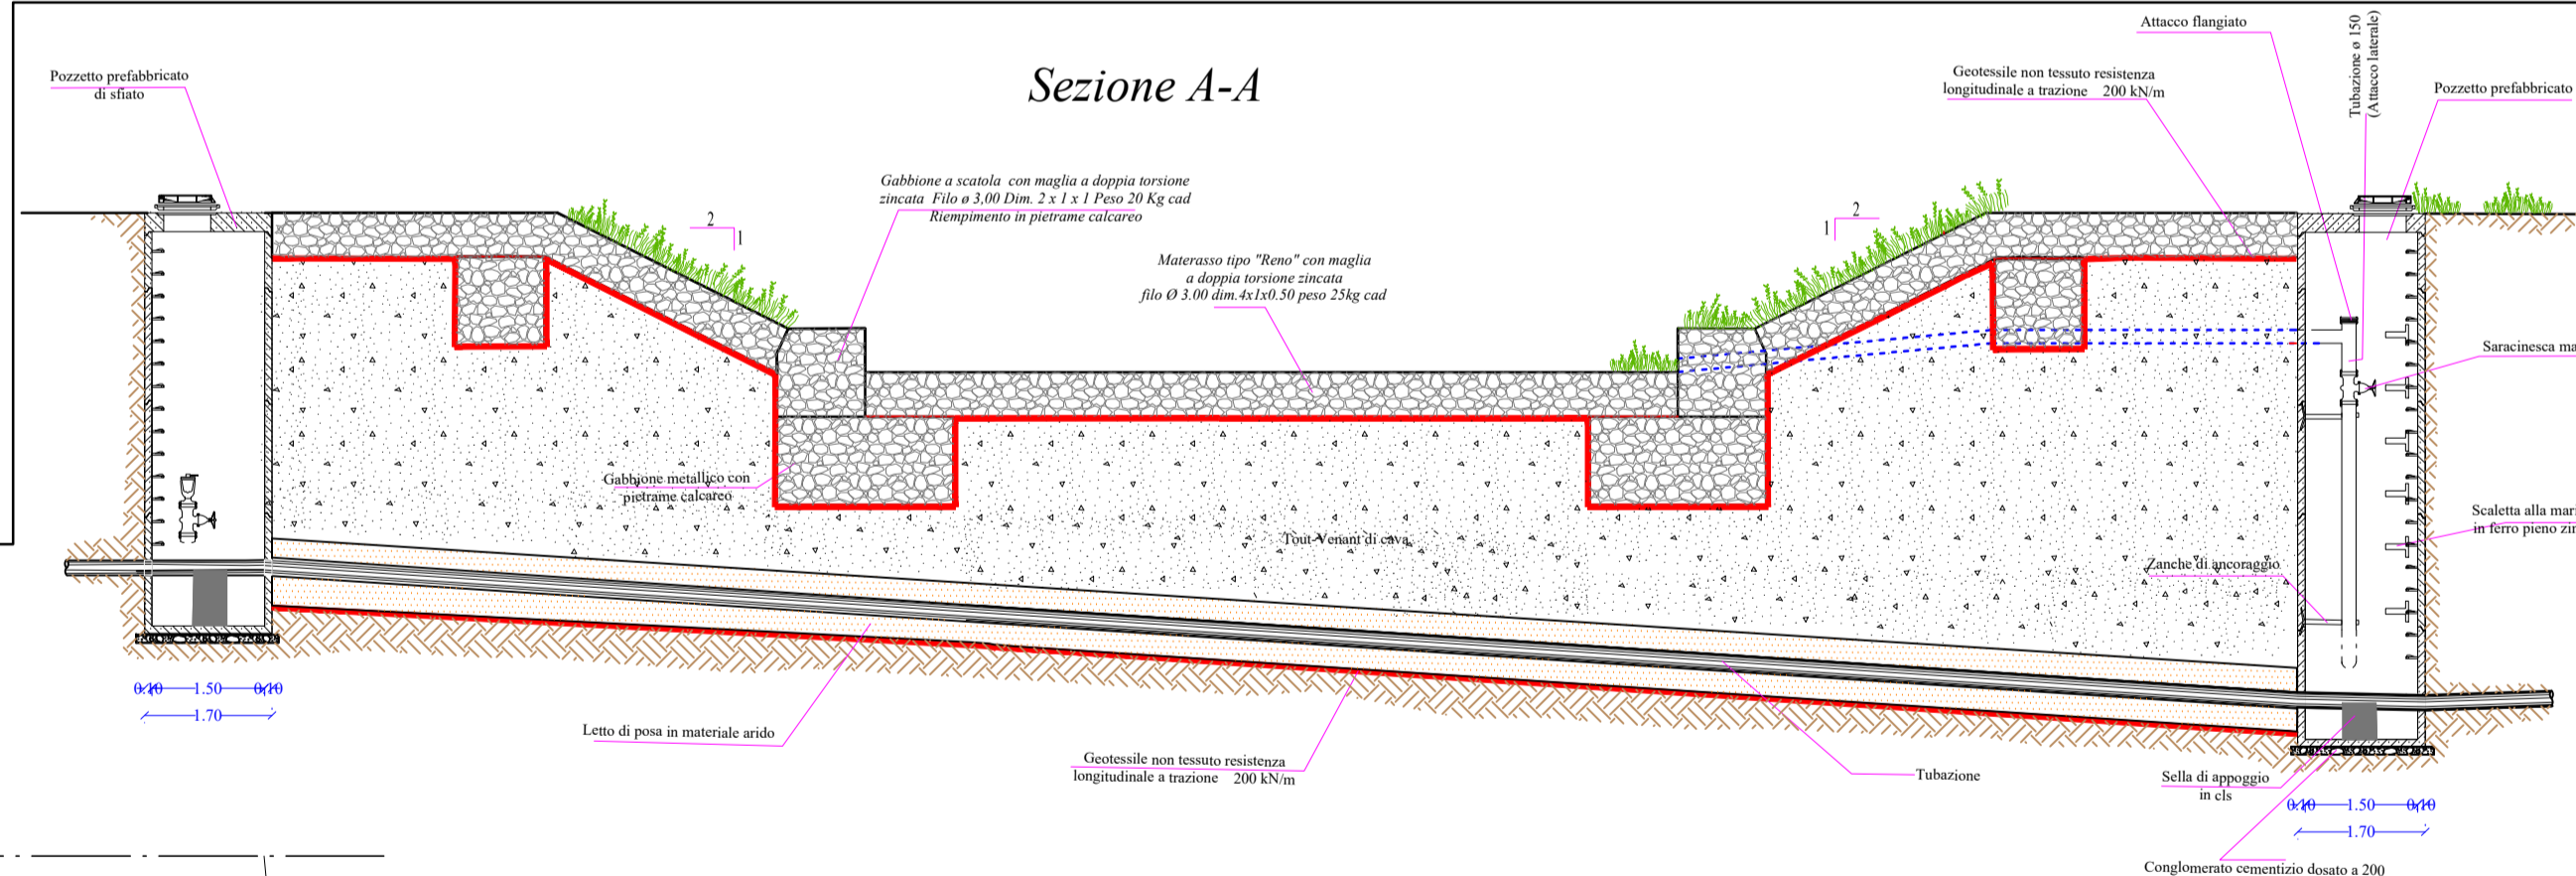 Sezione A-A
Pozzetto prefabbricato
di sfiato
Gabbione a scatola con maglia a doppia torsione
zincata Filo ø 3,00 Dim. 2 x 1 x 1 Peso 20 Kg cad
Riempimento in pietrame calcareo
Materasso tipo "Reno" con maglia
a doppia torsione zincata
filo Ø 3.00 dim.4x1x0.50 peso 25kg cad
2
1
2
1
Attacco flangiato
Geotessile non tessuto resistenza
longitudinale a trazione 200 kN/m
Tubazione ø 150
(Attacco laterale)
Pozzetto prefabbricato
Saracinesca ma
Scaletta alla mar
in ferro pieno zin
Zanche di ancoraggio
Gabbione metallico con
pietrame calcareo
Tout-Venant di cava
0.10 1.50 0.10
1.70
Letto di posa in materiale arido
Geotessile non tessuto resistenza
longitudinale a trazione 200 kN/m
Tubazione
Sella di appoggio
in cls
0.10 1.50 0.10
1.70
Conglomerato cementizio dosato a 200